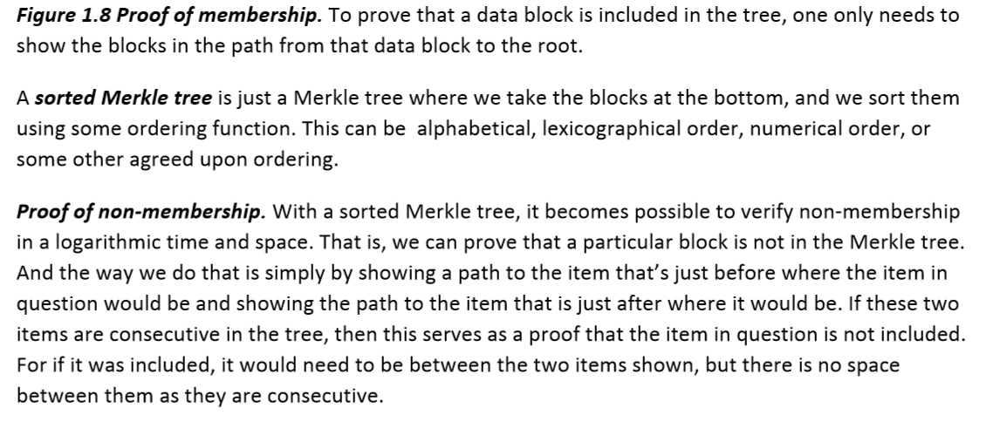 Figure 1.8 Proof of membership. To prove that a data block is included in the tree, one only needs to
show the blocks in the path from that data block to the root.
A sorted Merkle tree is just a Merkle tree where we take the blocks at the bottom, and we sort them
using some ordering function. This can be  alphabetical, lexicographical order, numerical order, or
some other agreed upon ordering.
Proof of non-membership. With a sorted Merkle tree, it becomes possible to verify non-membership
in a logarithmic time and space. That is, we can prove that a particular block is not in the Merkle tree.
And the way we do that is simply by showing a path to the item that’s just before where the item in
question would be and showing the path to the item that is just after where it would be. If these two
items are consecutive in the tree, then this serves as a proof that the item in question is not included.
For if it was included, it would need to be between the two items shown, but there is no space
between them as they are consecutive.